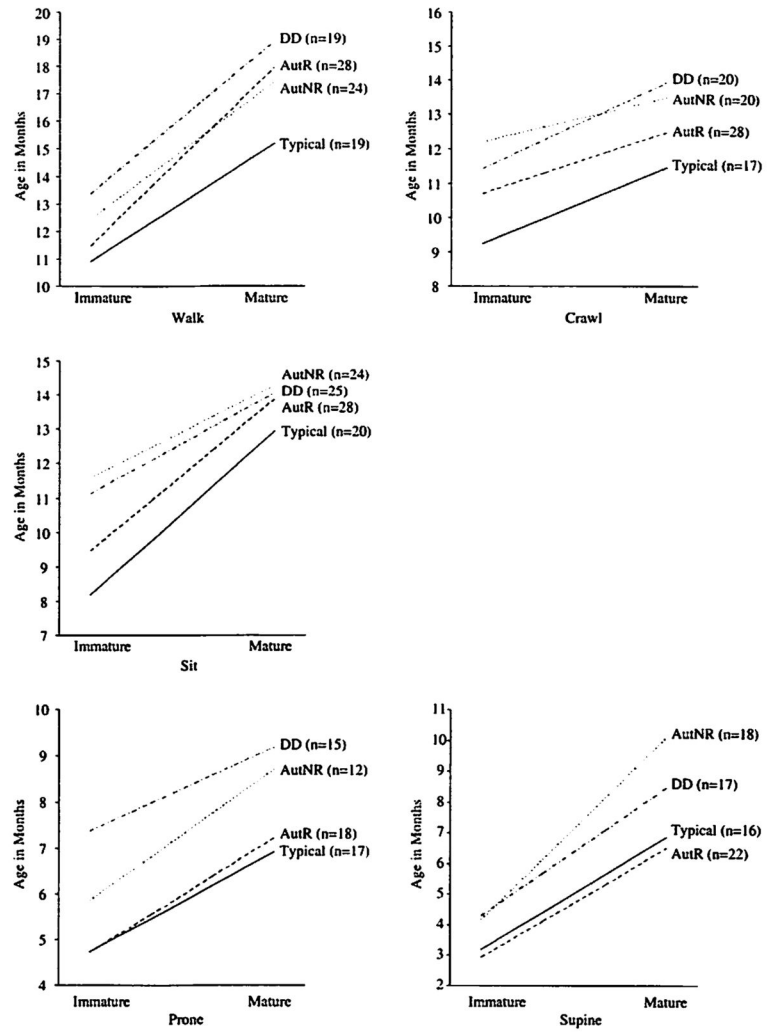 20
19
18
17
16
15
14
13
12
11
10
Age in Months
DD (n=19)
AutR (n=28)
AutNR (n=24)
Typical (n=19)
Immature Mature
Walk
16
15
14
13
12
11
10
9
8
Age in Months
DD (n=20)
AutNR (n=20)
AutR (n=28)
Typical (n=17)
Immature Mature
Crawl
15
14
13
12
11
10
9
8
7
Age in Months
AutNR (n=24)
DD (n=25)
AutR (n=28)
Typical (n=20)
Immature Mature
Sit
10
9
8
7
6
5
4
Age in Months
DD (n=15)
AutNR (n=12)
AutR (n=18)
Typical (n=17)
Immature Mature
Prone
11
10
9
8
7
6
5
4
3
2
Age in Months
AutNR (n=18)
DD (n=17)
Typical (n=16)
AutR (n=22)
Immature Mature
Supine